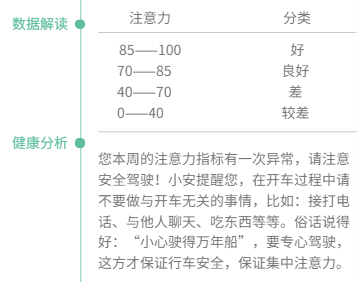 数据解读
注意力 分类
85——100 好
70——85 良好
40——70 差
0——40 较差
健康分析
您本周的注意力指标有一次异常，请注意
安全驾驶！小安提醒您，在开车过程中请
不要做与开车无关的事情，比如：接打电
话、与他人聊天、吃东西等等。俗话说得
好：“小心驶得万年船”，要专心驾驶，
这方才保证行车安全，保证集中注意力。